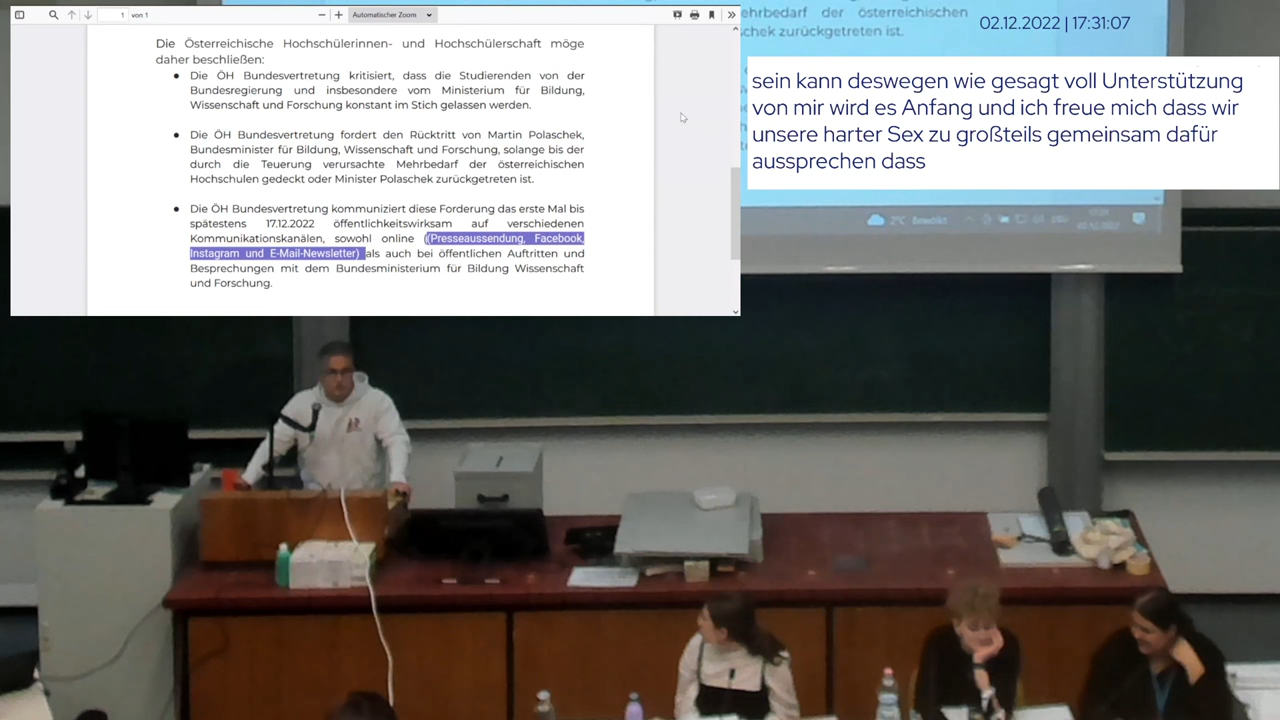 1 von 1
Automatischer Zoom
Die Österreichische Hochschülerinnen- und Hochschülerschaft möge
daher beschließen:
● Die ÖH Bundesvertretung kritisiert, dass die Studierenden von der
Bundesregierung und insbesondere vom Ministerium für Bildung,
Wissenschaft und Forschung konstant im Stich gelassen werden.
● Die ÖH Bundesvertretung fordert den Rücktritt von Martin Polaschek,
Bundesminister für Bildung, Wissenschaft und Forschung, solange bis der
durch die Teuerung verursachte Mehrbedarf der österreichischen
Hochschulen gedeckt oder Minister Polaschek zurückgetreten ist.
● Die ÖH Bundesvertretung kommuniziert diese Forderung das erste Mal bis
spätestens 17.12.2022 öffentlichkeitswirksam auf verschiedenen
Kommunikationskanälen, sowohl online ((Presseaussendung, Facebook,
Instagram und E-Mail-Newsletter) als auch bei öffentlichen Auftritten und
Besprechungen mit dem Bundesministerium für Bildung Wissenschaft
und Forschung.
ehrbedarf der österreichischen
chek zurückgetreten ist.
02.12.2022 | 17:31:07
sein kann deswegen wie gesagt voll Unterstützung
von mir wird es Anfang und ich freue mich dass wir
unsere harter Sex zu großteils gemeinsam dafür
aussprechen dass
2°C Bewölkt